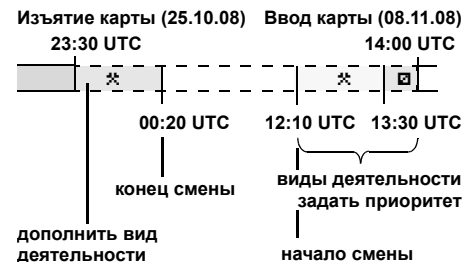 Изъятие карты (25.10.08) Ввод карты (08.11.08)
23:30 UTC 14:00 UTC
00:20 UTC 12:10 UTC 13:30 UTC
конец смены
виды деятельности
задать приоритет
дополнить вид
деятельности
начало смены